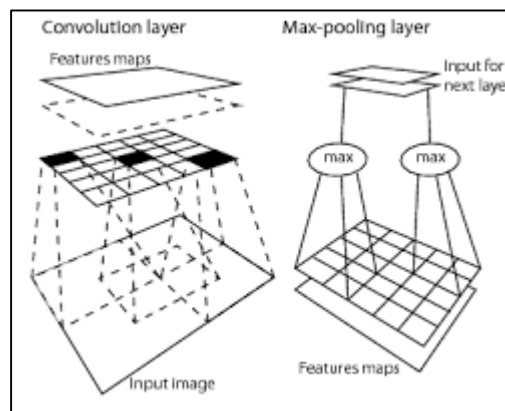 Convolution layer
Features maps
Input image
Max-pooling layer
Input for
next laye
max
max
Features maps